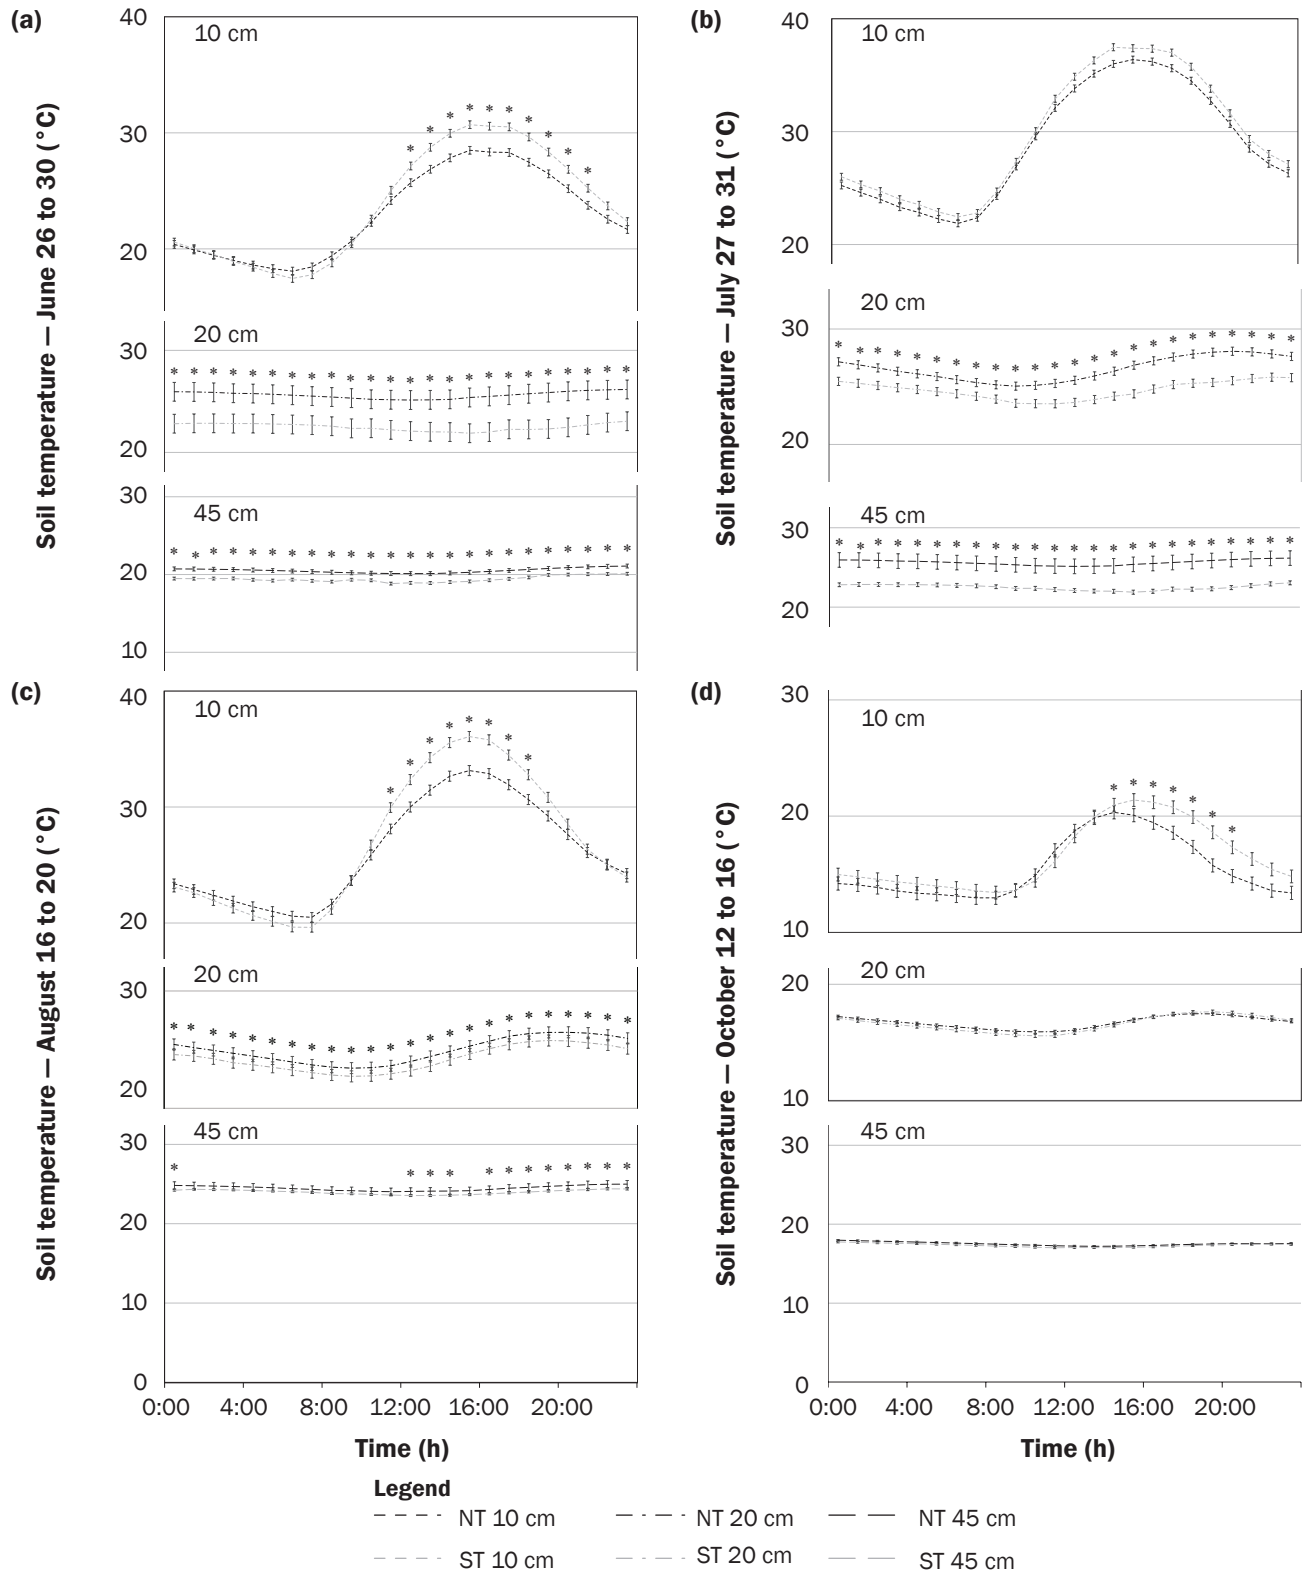 (a)
Soil temperature — June 26 to 30 (°C)
40
10 cm
30
20
20 cm
30
* * * * * * * * * * * * * * * * * * * * * * * *
20
30
45 cm
* * * * * * * * * * * * * * * * * * * * * * * *
20
10
(b)
Soil temperature — July 27 to 31 (°C)
40
10 cm
30
20
20 cm
30
* * * * * * * * * * * * * * * * * * * * * * * *
20
45 cm
30
* * * * * * * * * * * * * * * * * * * * * * * *
20
(c)
Soil temperature — August 16 to 20 (°C)
40
10 cm
* * * * * * * *
30
20
20 cm
30
* * * * * * * * * * * * * * * * * * * * * * * *
20
45 cm
30
* * * * * * * * * * * *
20
10
0
0:00 4:00 8:00 12:00 16:00 20:00
Time (h)
(d)
Soil temperature — October 12 to 16 (°C)
30
10 cm
* * * * * * *
20
10
20 cm
20
10
45 cm
30
20
10
0
0:00 4:00 8:00 12:00 16:00 20:00
Time (h)
Legend
NT 10 cm NT 20 cm NT 45 cm
ST 10 cm ST 20 cm ST 45 cm